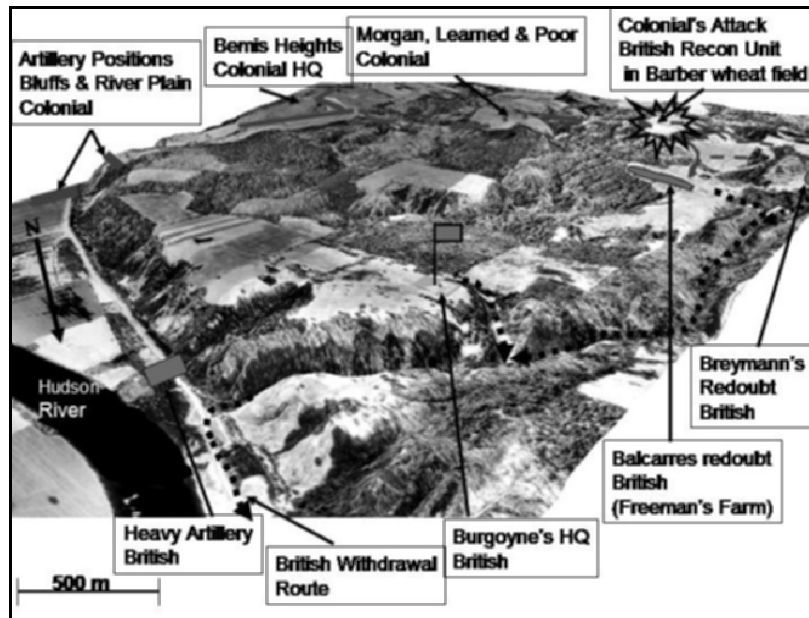 Artillery Positions
Bluffs & River Plain
Colonial
Bemis Heights
Colonial HQ
Morgan, Learned & Poor
Colonial
Colonial's Attack
British Recon Unit
in Barber wheat field
N
Hudson
River
Breymann's
Redoubt
British
Balcarres redoubt
British
(Freeman's Farm)
Heavy Artillery
British
British Withdrawal
Route
Burgoyne's HQ
British
500 m